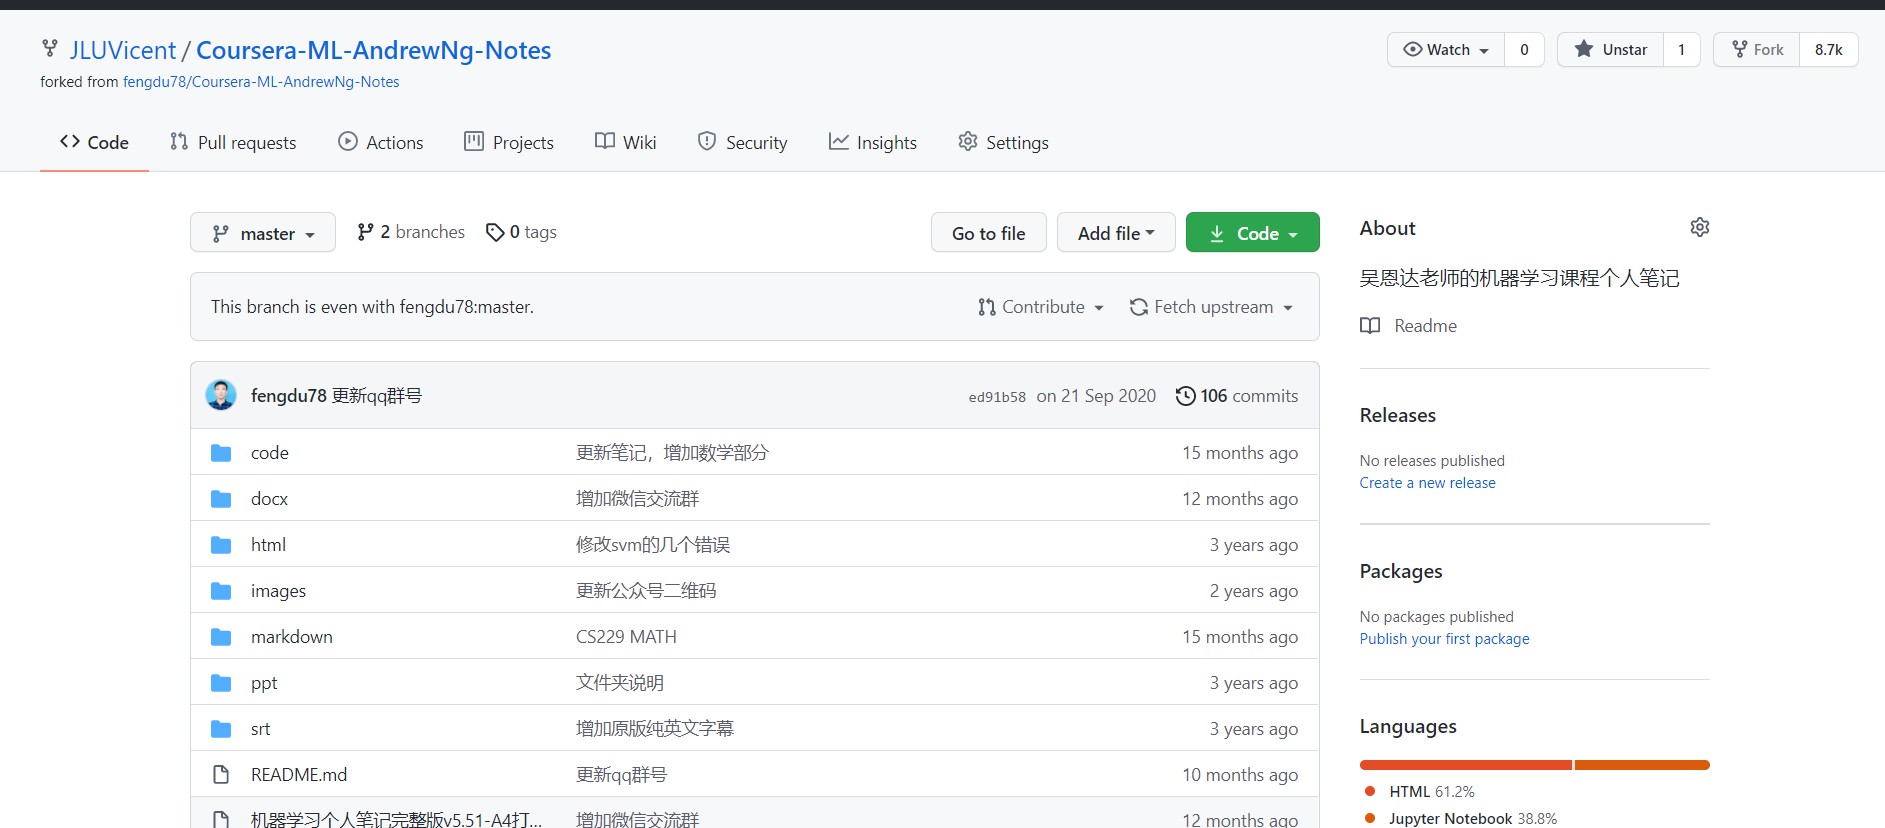 JLUVicent / Coursera-ML-AndrewNg-Notes
Watch 0 Unstar 1 Fork 8.7k
forked from fengdu78/Coursera-ML-AndrewNg-Notes
Code Pull requests Actions Projects Wiki Security Insights Settings
master 2 branches 0 tags Go to file Add file Code
This branch is even with fengdu78:master. Contribute Fetch upstream
fengdu78 更新qq群号 ed91b58 on 21 Sep 2020 106 commits
code 更新笔记，增加数学部分 15 months ago
docx 增加微信交流群 12 months ago
html 修改svm的几个错误 3 years ago
images 更新公众号二维码 2 years ago
markdown CS229 MATH 15 months ago
ppt 文件夹说明 3 years ago
srt 增加原版纯英文字幕 3 years ago
README.md 更新qq群号 10 months ago
机器学习个人笔记完整版v5.51-A4打... 增加微信交流群 12 months ago
About
吴恩达老师的机器学习课程个人笔记
Readme
Releases
No releases published
Create a new release
Packages
No packages published
Publish your first package
Languages
HTML 61.2%
Jupyter Notebook 38.8%